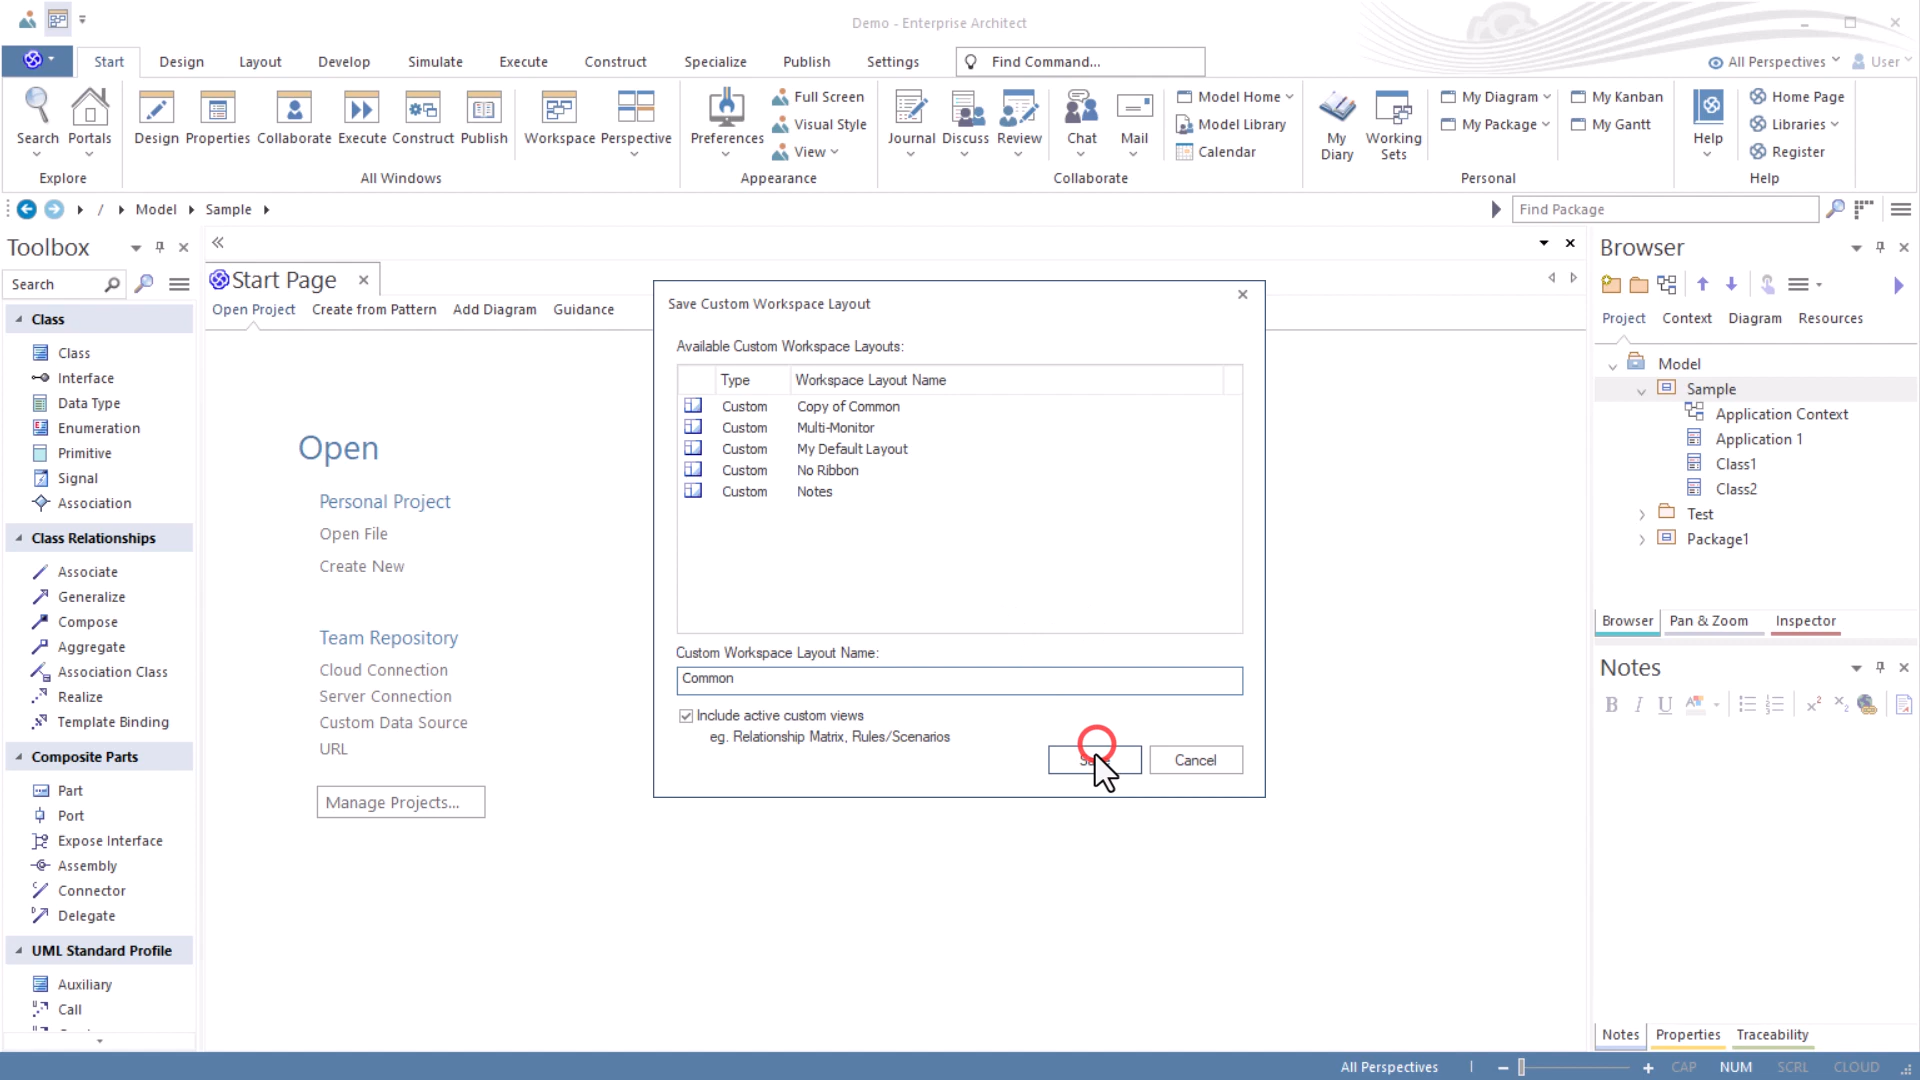 Demo - Enterprise Architect
Start
Design
Layout
Develop
Simulate
Execute
Construct
Specialize
Publish
Settings
Find Command...
All Perspectives
User
Search
Portals
Explore
Design
Properties
Collaborate
Execute
Construct
Publish
All Windows
Workspace
Perspective
Preferences
Full Screen
Visual Style
View
Appearance
Journal
Discuss
Review
Chat
Mail
Model Home
Model Library
Calendar
Collaborate
My Diary
Working Sets
My Diagram
My Package
My Kanban
My Gantt
Personal
Help
Home Page
Libraries
Register
Help
/
Model
Sample
Find Package
Toolbox
Search
Class
Class
Interface
Data Type
Enumeration
Primitive
Signal
Association
Class Relationships
Associate
Generalize
Compose
Aggregate
Association Class
Realize
Template Binding
Composite Parts
Part
Port
Expose Interface
Assembly
Connector
Delegate
UML Standard Profile
Auxiliary
Call
Start Page
Open Project
Create from Pattern
Add Diagram
Guidance
Open
Personal Project
Open File
Create New
Team Repository
Cloud Connection
Server Connection
Custom Data Source
URL
Manage Projects...
Save Custom Workspace Layout
Available Custom Workspace Layouts:
Type
Workspace Layout Name
Custom Copy of Common
Custom Multi-Monitor
Custom My Default Layout
Custom No Ribbon
Custom Notes
Custom Workspace Layout Name:
Common
Include active custom views
eg. Relationship Matrix, Rules/Scenarios
Cancel
Browser
Project
Context
Diagram
Resources
Model
Sample
Application Context
Application 1
Class1
Class2
Test
Package1
Browser
Pan & Zoom
Inspector
Notes
B I U
Notes
Properties
Traceability
All Perspectives
CAP
NUM
SCRL
CLOUD